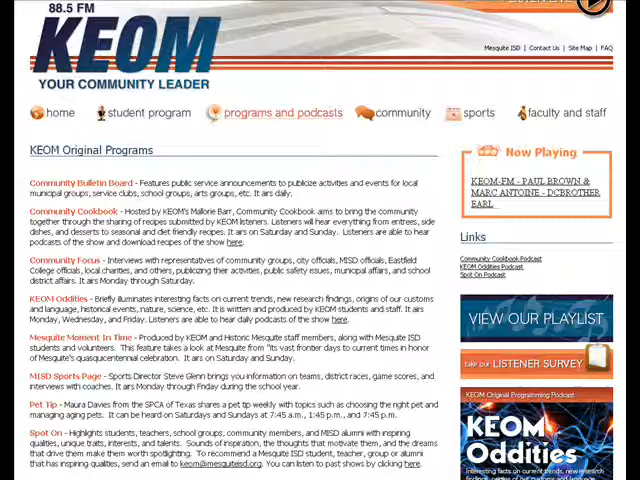 LISTEN LIVE
88.5 FM
KEOM
YOUR COMMUNITY LEADER
Mesquite ISD | Contact Us | Site Map | FAQ
home student program programs and podcasts community sports faculty and staff
KEOM Original Programs
Community Bulletin Board - Features public service announcements to publicize activities and events for local
municipal groups, service clubs, school groups, arts groups, etc. It airs daily.
Community Cookbook - Hosted by KEOM's Mallorie Barr, Community Cookbook aims to bring the community
together through the sharing of recipes submitted by KEOM listeners. Listeners will hear everything from entrees, side
dishes, and desserts to seasonal and diet friendly recipes. It airs on Saturday and Sunday. Listeners are able to hear
podcasts of the show and download recipes of the show here.
Community Focus - Interviews with representatives of community groups, city officials, MISD officials, Eastfield
College officials, local charities, and others, publicizing their activities, public safety issues, municipal affairs, and school
district affairs. It airs Monday through Saturday.
KEOM Oddities - Briefly illuminates interesting facts on current trends, new research findings, origins of our customs
and language, historical events, nature, science, etc. It is written and produced by KEOM students and staff. It airs
Monday, Wednesday, and Friday. Listeners are able to hear daily podcasts of the show here.
Mesquite Moment In Time - Produced by KEOM and Historic Mesquite staff members, along with Mesquite ISD
students and volunteers. This feature takes a look at Mesquite from "its vast frontier days to current times in honor
of Mesquite's quasquicentennial celebration. It airs on Saturday and Sunday.
MISD Sports Page - Sports Director Steve Glenn brings you information on teams, district races, game scores, and
interviews with coaches. It airs Monday through Friday during the school year.
Pet Tip - Maura Davies from the SPCA of Texas shares a pet tip weekly with topics such as choosing the right pet and
managing aging pets. It can be heard on Saturdays and Sundays at 7:45 a.m., 1:45 p.m., and 7:45 p.m.
Spot On - Highlights students, teachers, school groups, community members, and MISD alumni with inspiring
qualities, unique traits, interests, and talents. Sounds of inspiration, the thoughts that motivate them, and the dreams
that drive them make them worth spotlighting. To recommend a Mesquite ISD student, teacher, group or alumni
that has inspiring qualities, send an email to keom@mesquiteisd.org. You can listen to past shows by clicking here.
Now Playing
KEOM-FM - PAUL BROWN &
MARC ANTOINE - DCBROTHER
EARL
Links
Community Cookbook Podcast
KEOM Oddities Podcast
Spot On Podcast
VIEW OUR PLAYLIST
take our LISTENER SURVEY
KEOM Original Programming Podcast
KEOM
Oddities
Interesting facts on current trends, new
research findings, origins of our customs